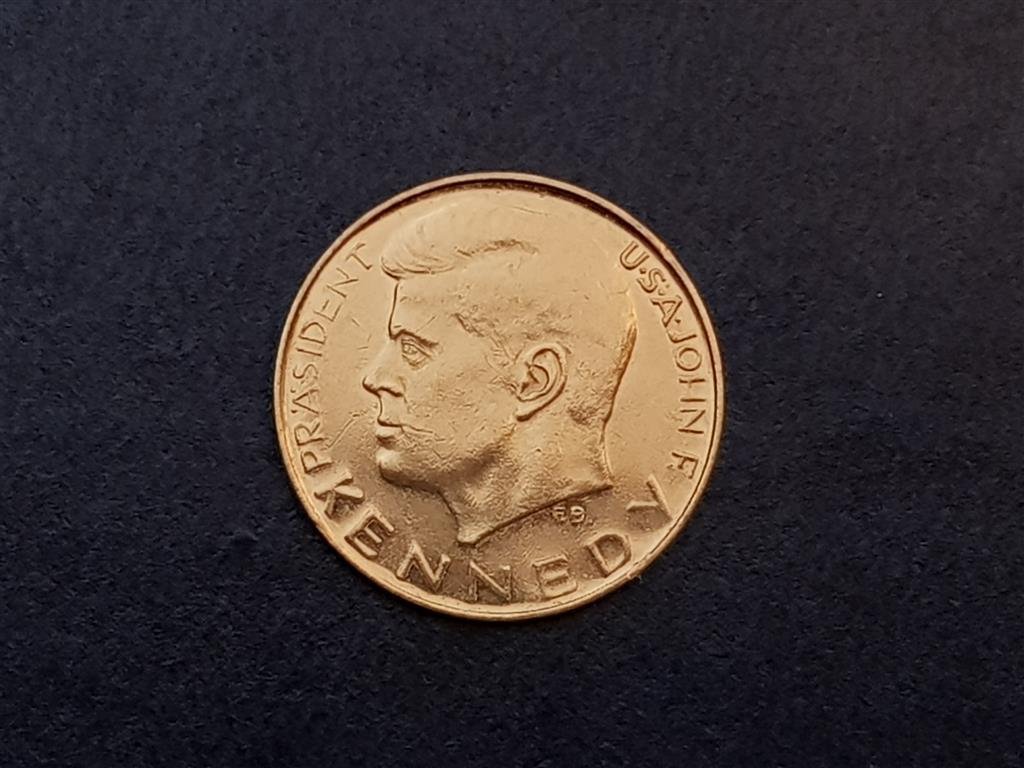 PRÄSIDENT U·S·A·JOHN F.
KENNEDY
FB